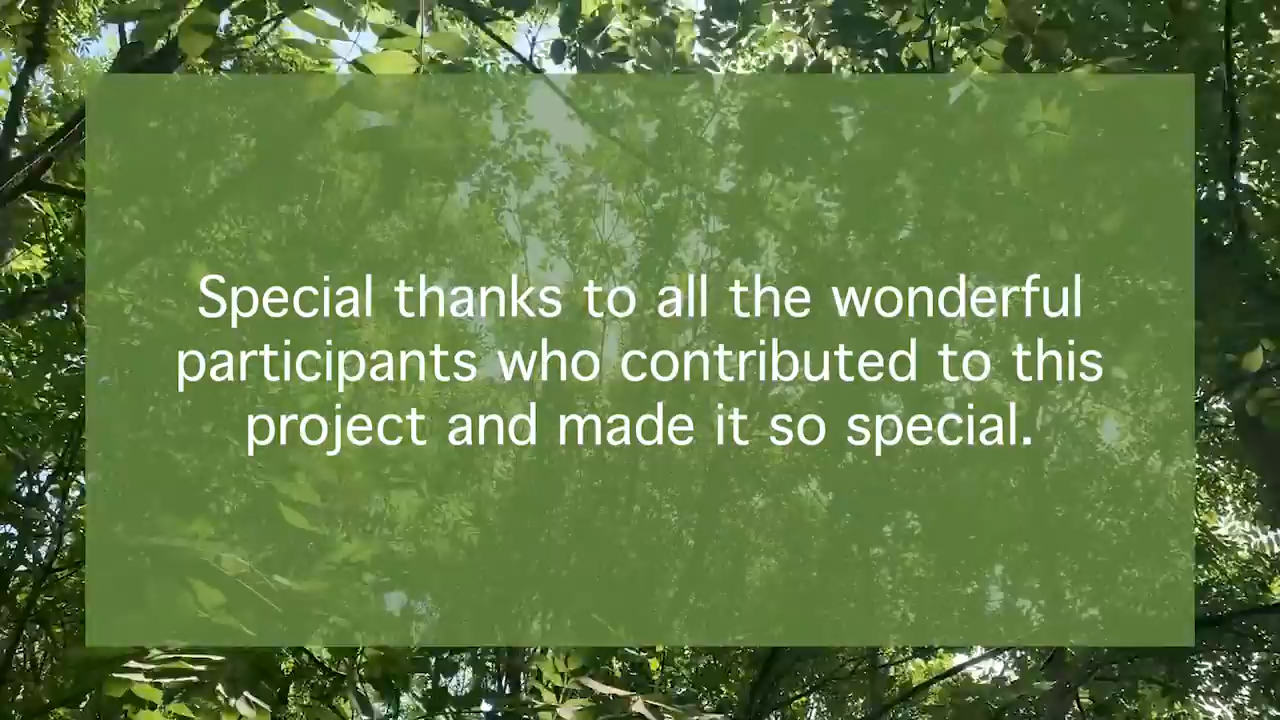 Special thanks to all the wonderful
participants who contributed to this
project and made it so special.